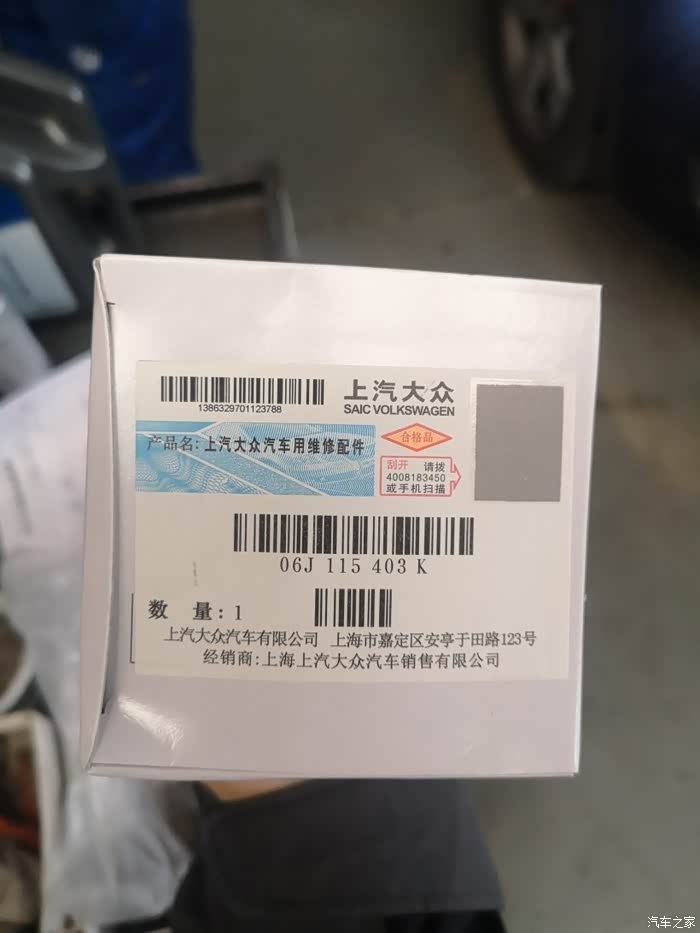 上汽大众
SAIC VOLKSWAGEN
1386329701123788
产品名:上汽大众汽车用维修配件
合格品
刮开 请拨
4008183450
或手机扫描
06J 115 403 K
数 量:1
上汽大众汽车有限公司 上海市嘉定区安亭于田路123号
经销商:上海上汽大众汽车销售有限公司
汽车之家